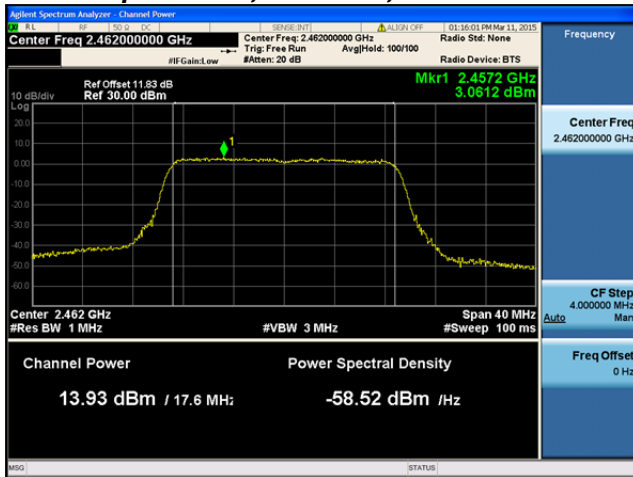 Agilent Spectrum Analyzer - Channel Power
RL RF 50 Ω DC SENSE:INT ALIGN OFF 01:16:01 PM Mar 11, 2015
Center Freq 2.462000000 GHz Center Freq: 2.462000000 GHz Radio Std: None Frequency
Trig: Free Run Avg|Hold: 100/100
#IFGain:Low #Atten: 20 dB Radio Device: BTS
Ref Offset 11.83 dB Mkr1 2.4572 GHz
10 dB/div Ref 30.00 dBm 3.0612 dBm
Log
20.0
10.0
0.00
-10.0
-20.0
-30.0
-40.0
-50.0
-60.0
1
Center Freq
2.462000000 GHz
Center 2.462 GHz Span 40 MHz
#Res BW 1 MHz #VBW 3 MHz #Sweep 100 ms
CF Step
4.000000 MHz
Auto Man
Channel Power Power Spectral Density
13.93 dBm / 17.6 MHz -58.52 dBm /Hz
Freq Offset
0 Hz
MSG STATUS